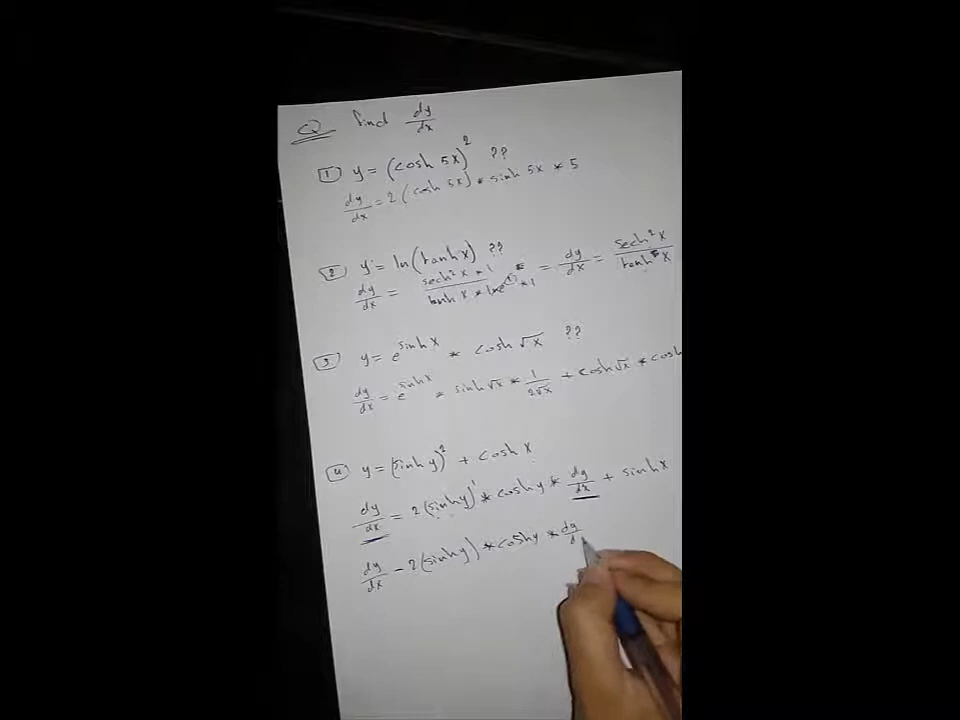 Q find dy/dx
1 y = (cosh 5x)^2 ??
dy/dx = 2 (cosh 5x) * sinh 5x * 5
2 y = ln(tanh x) ??
dy/dx = sech^2 x * 1 / tanh x * 1 = dy/dx = sech^2 x / tanh x
3 y = e^sinh x * cosh √x ??
dy/dx = e^sinh x * sinh √x * 1/2√x + cosh √x * cosh
4 y = (sinh y)^2 + cosh x
dy/dx = 2 (sinh y)^1 * cosh y * dy/dx + sinh x
dy/dx - 2 (sinh y) * cosh y * dy/d